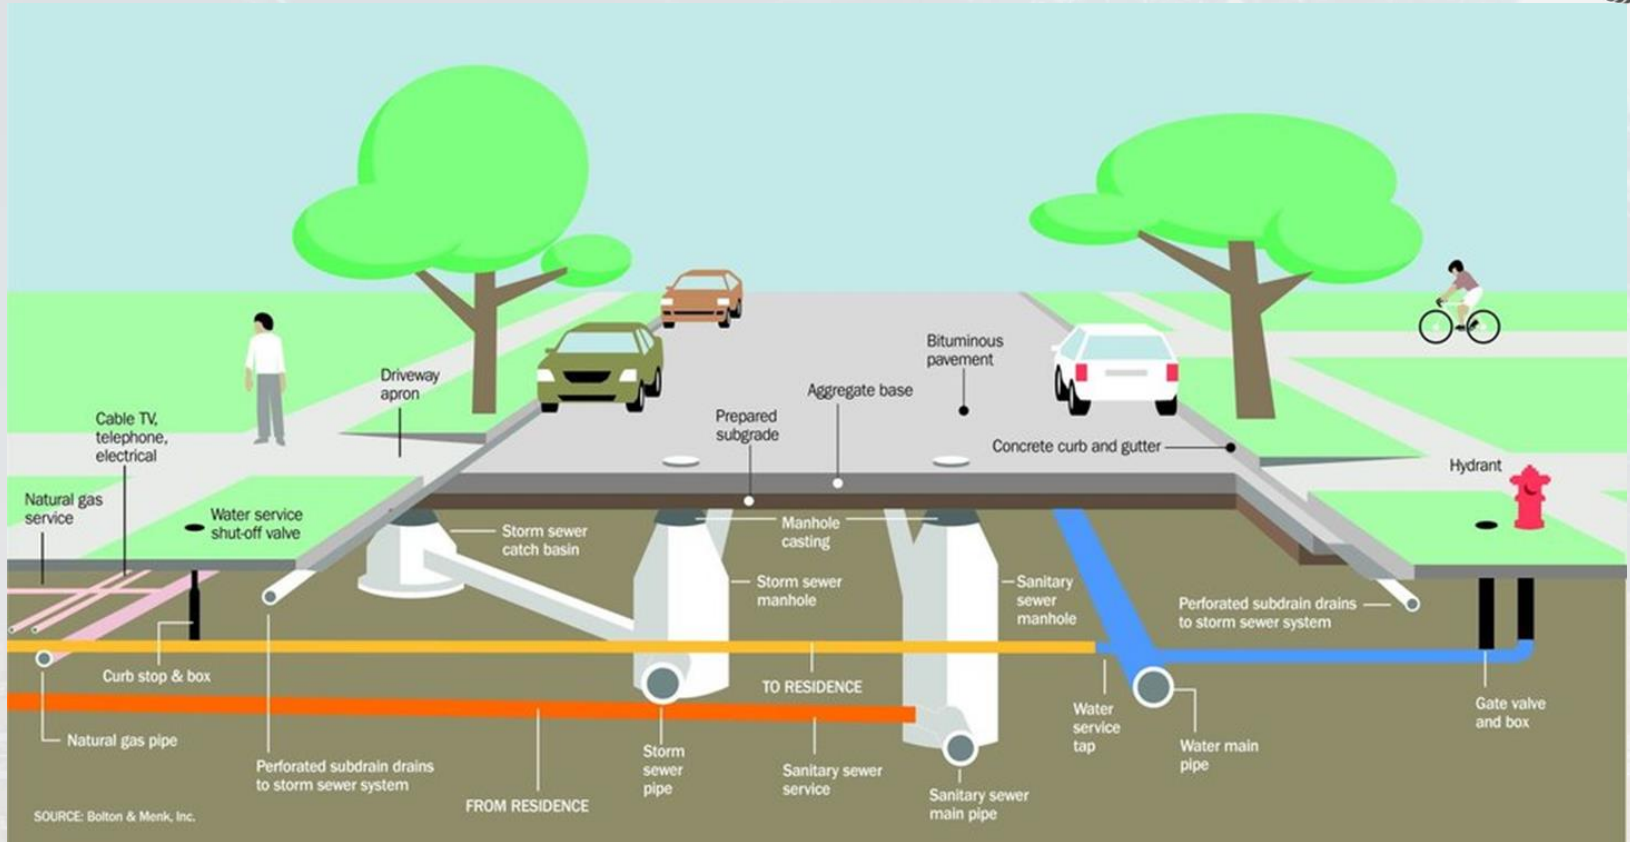 Bituminous
pavement
Driveway
apron
Aggregate base
Cable TV,
telephone,
electrical
Prepared
subgrade
Concrete curb and gutter
Hydrant
Natural gas
service
Water service
shut-off valve
Storm sewer
catch basin
Manhole
casting
Storm sewer
manhole
Sanitary
sewer
manhole
Perforated subdrain drains
to storm sewer system
Curb stop & box
TO RESIDENCE
Water
service
tap
Gate valve
and box
Natural gas pipe
Water main
pipe
Storm
sewer
pipe
Perforated subdrain drains
to storm sewer system
Sanitary sewer
service
FROM RESIDENCE
Sanitary sewer
main pipe
SOURCE: Bolton & Menk, Inc.